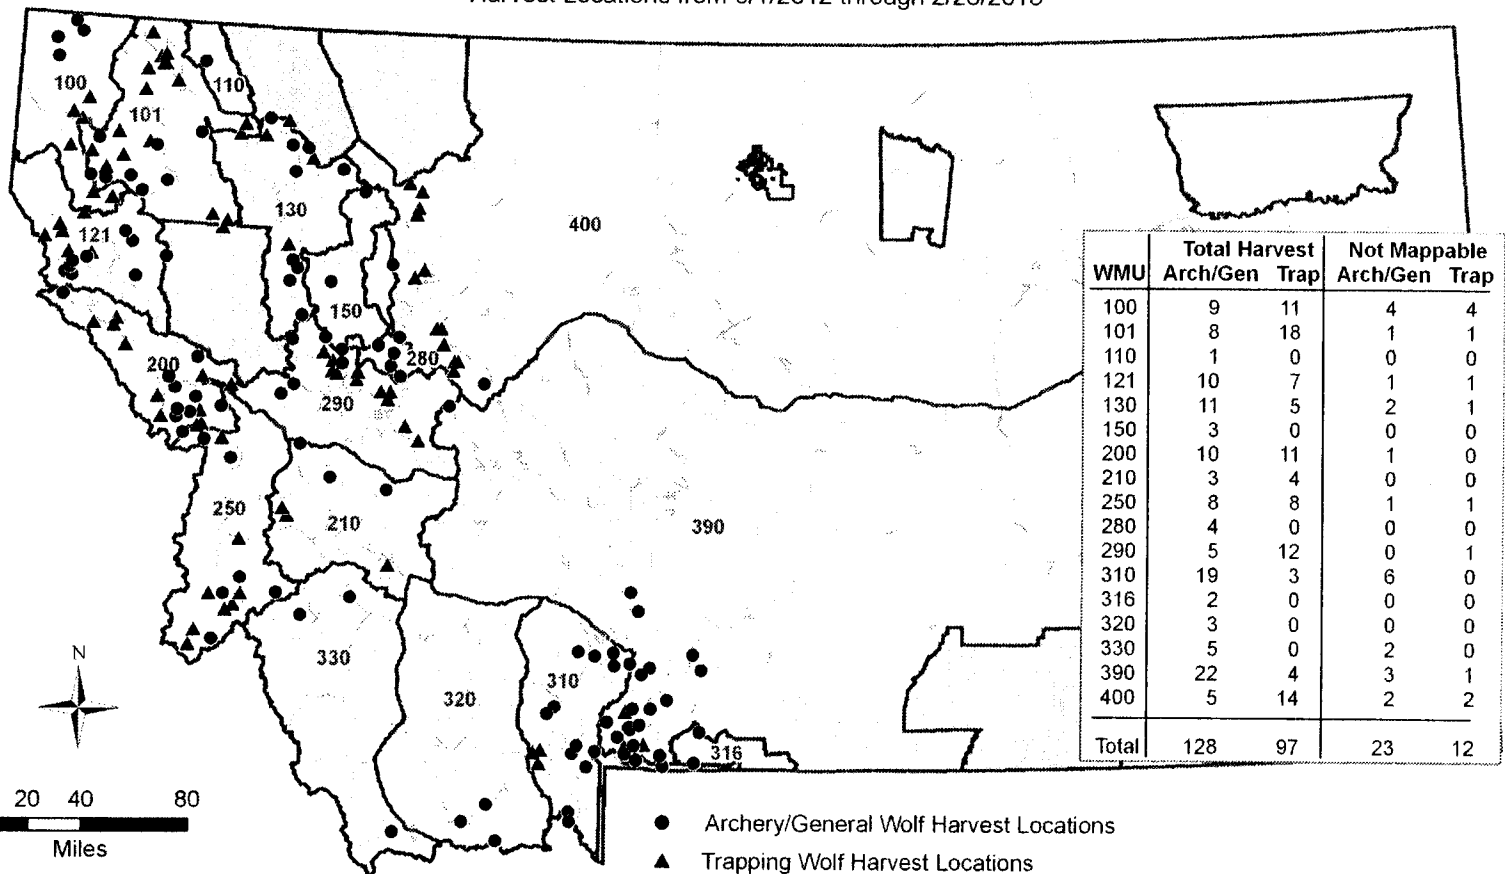 100
101
110
130
400
121
150
200
280
290
250
210
390
330
320
310
316
N
20 40 80
Miles
Archery/General Wolf Harvest Locations
Trapping Wolf Harvest Locations
Total Harvest Not Mappable
WMU Arch/Gen Trap Arch/Gen Trap
100 9 11 4 4
101 8 18 1 1
110 1 0 0 0
121 10 7 1 1
130 11 5 2 1
150 3 0 0 0
200 10 11 1 0
210 3 4 0 0
250 8 8 1 1
280 4 0 0 0
290 5 12 0 1
310 19 3 6 0
316 2 0 0 0
320 3 0 0 0
330 5 0 2 0
390 22 4 3 1
400 5 14 2 2
Total 128 97 23 12